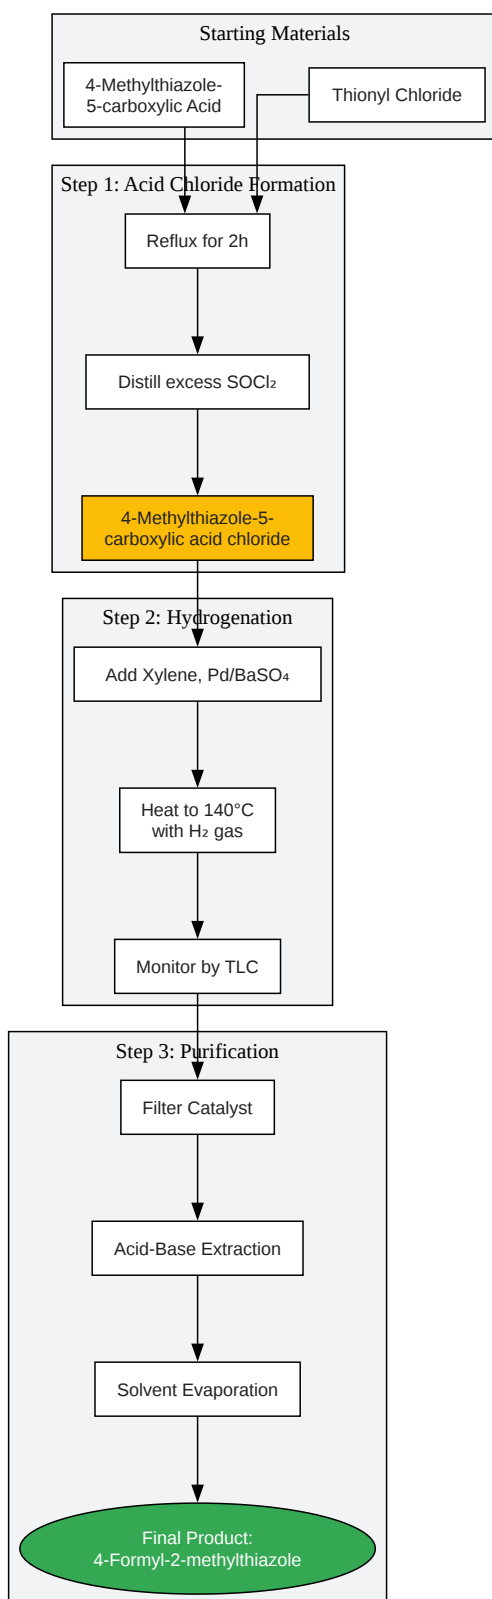 Starting Materials
4-Methylthiazole-
5-carboxylic Acid
Thionyl Chloride
Step 1: Acid Chloride Formation
Reflux for 2h
Distill excess SOCl₂
4-Methylthiazole-5-
carboxylic acid chloride
Step 2: Hydrogenation
Add Xylene, Pd/BaSO₄
Heat to 140°C
with H₂ gas
Monitor by TLC
Step 3: Purification
Filter Catalyst
Acid-Base Extraction
Solvent Evaporation
Final Product:
4-Formyl-2-methylthiazole